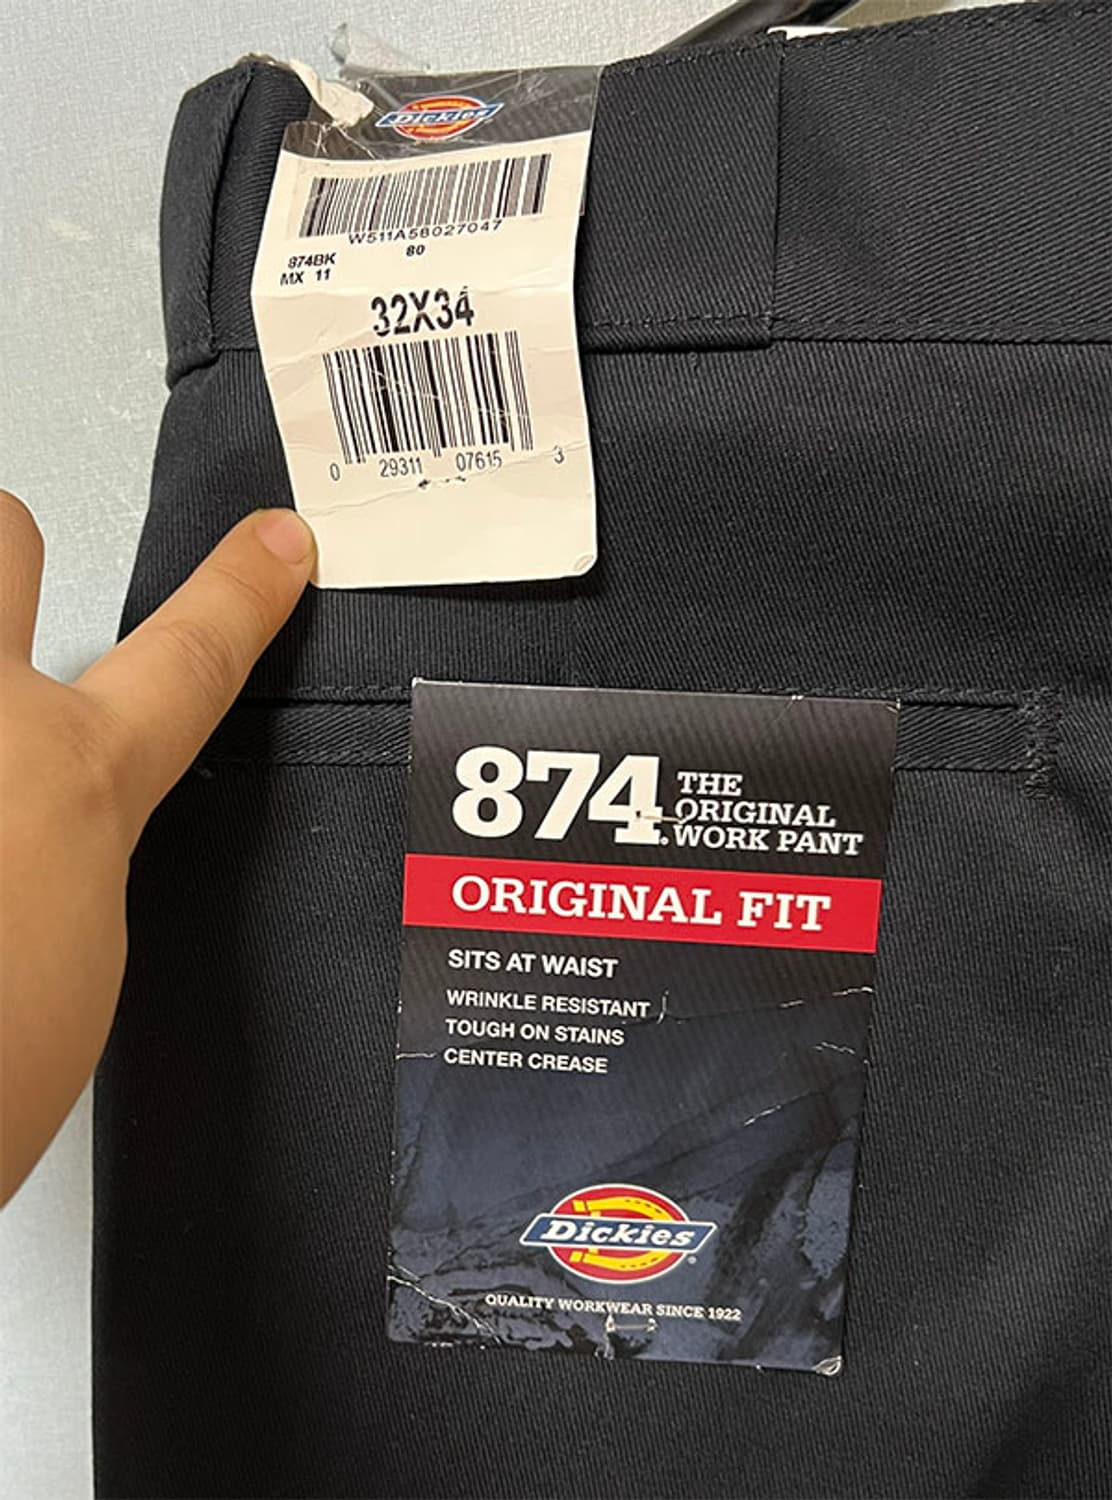 Dickies
W511A58027047
80
874BK
MX 11
32X34
0 29311 07615 3
874.
THE
ORIGINAL
WORK PANT
ORIGINAL FIT
SITS AT WAIST
WRINKLE RESISTANT
TOUGH ON STAINS
CENTER CREASE
Dickies
QUALITY WORKWEAR SINCE 1922